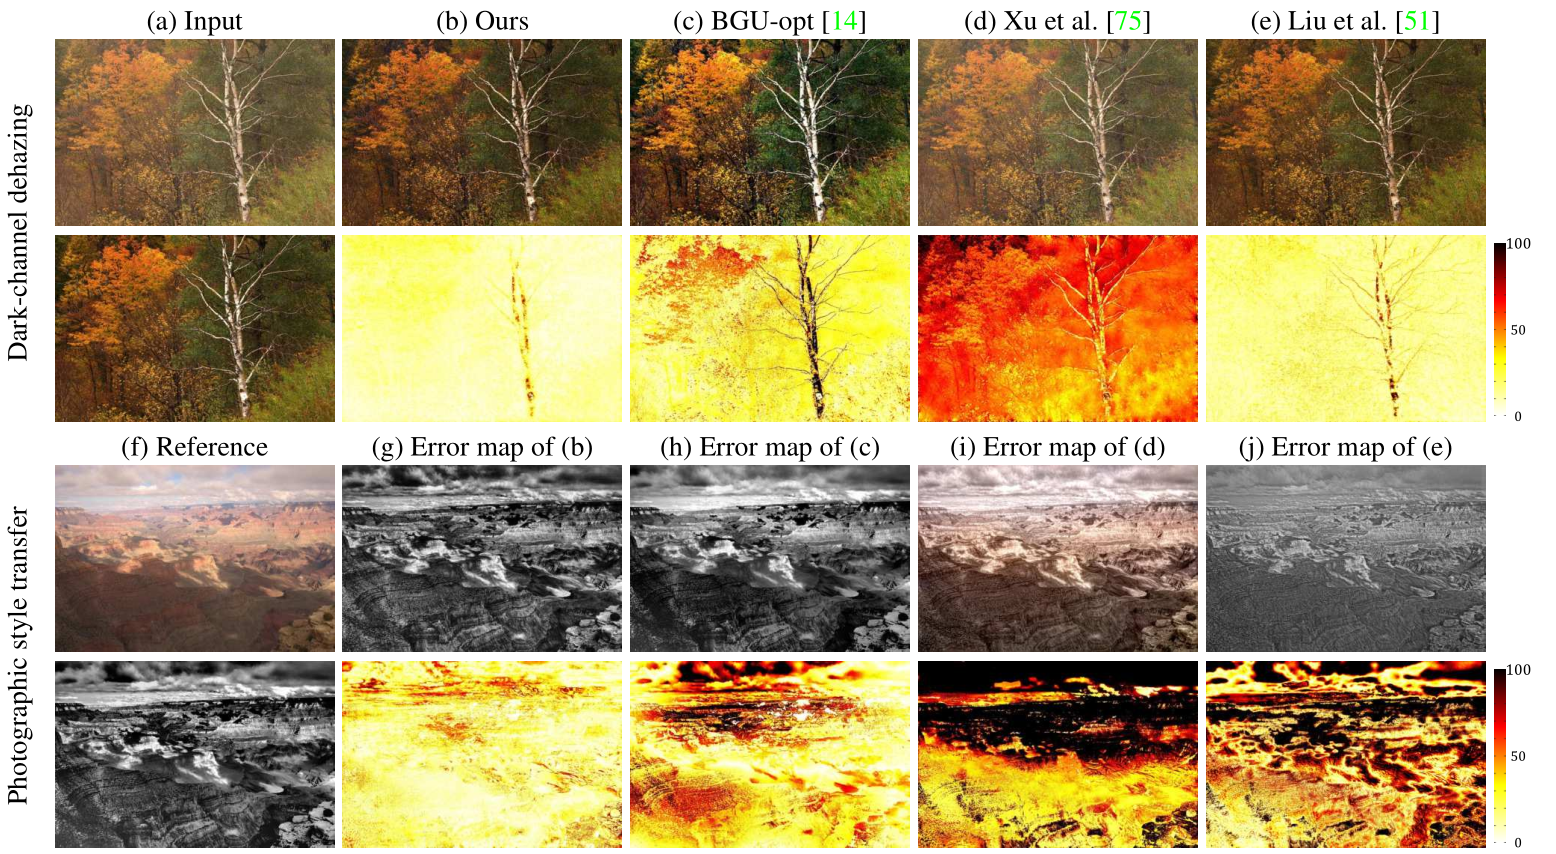 (a) Input
(b) Ours
(c) BGU-opt [14]
(d) Xu et al. [75]
(e) Liu et al. [51]
Dark-channel dehazing
100
50
0
(f) Reference
(g) Error map of (b)
(h) Error map of (c)
(i) Error map of (d)
(j) Error map of (e)
Photographic style transfer
100
50
0